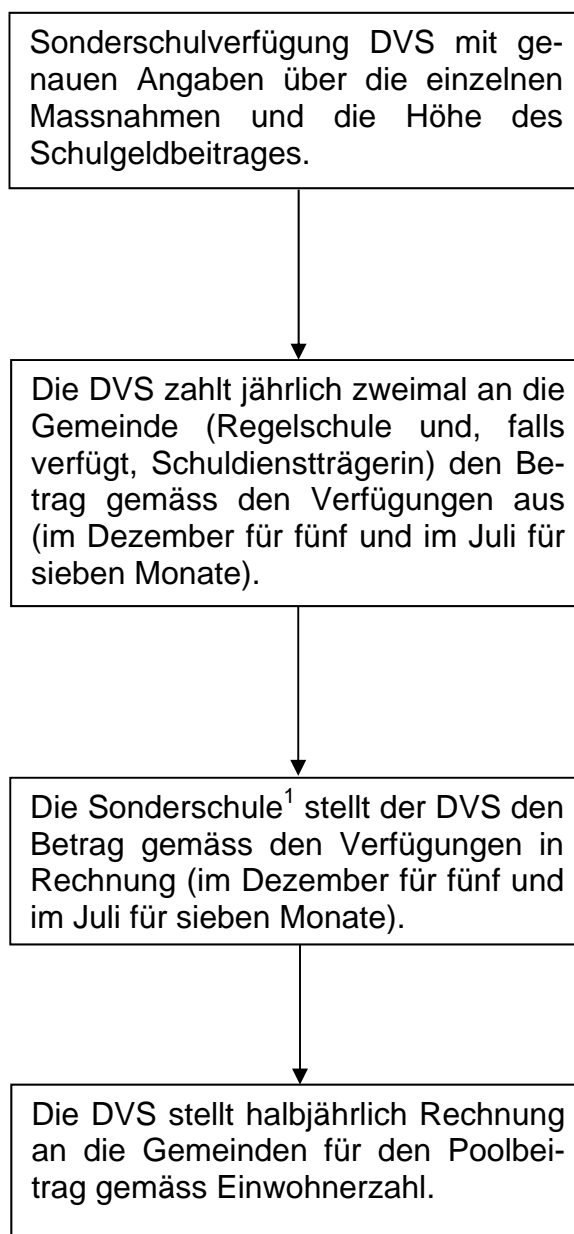 Sonderschulverfügung DVS mit ge-
nauen Angaben über die einzelnen
Massnahmen und die Höhe des
Schulgeldbeitrages.
Die DVS zahlt jährlich zweimal an die
Gemeinde (Regelschule und, falls
verfügt, Schuldienstträgerin) den Be-
trag gemäss den Verfügungen aus
(im Dezember für fünf und im Juli für
sieben Monate).
Die Sonderschule¹ stellt der DVS den
Betrag gemäss den Verfügungen in
Rechnung (im Dezember für fünf und
im Juli für sieben Monate).
Die DVS stellt halbjährlich Rechnung
an die Gemeinden für den Poolbei-
trag gemäss Einwohnerzahl.